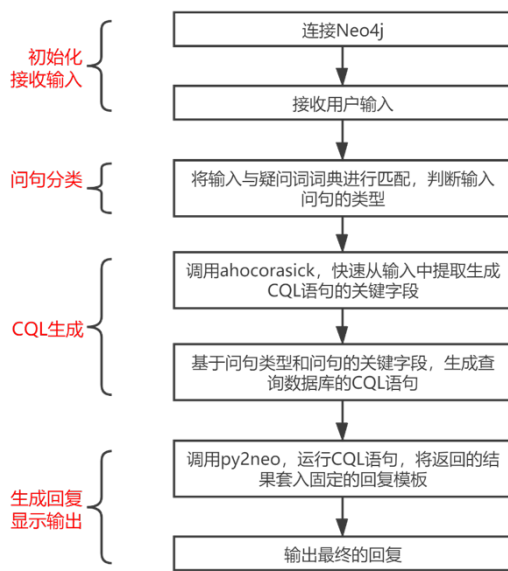 连接Neo4j
初始化
接收输入
接收用户输入
问句分类
将输入与疑问词词典进行匹配，判断输入
问句的类型
调用ahocorasick，快速从输入中提取生成
CQL语句的关键字段
CQL生成
基于问句类型和问句的关键字段，生成查
询数据库的CQL语句
调用py2neo，运行CQL语句，将返回的结
果套入固定的回复模板
生成回复
显示输出
输出最终的回复